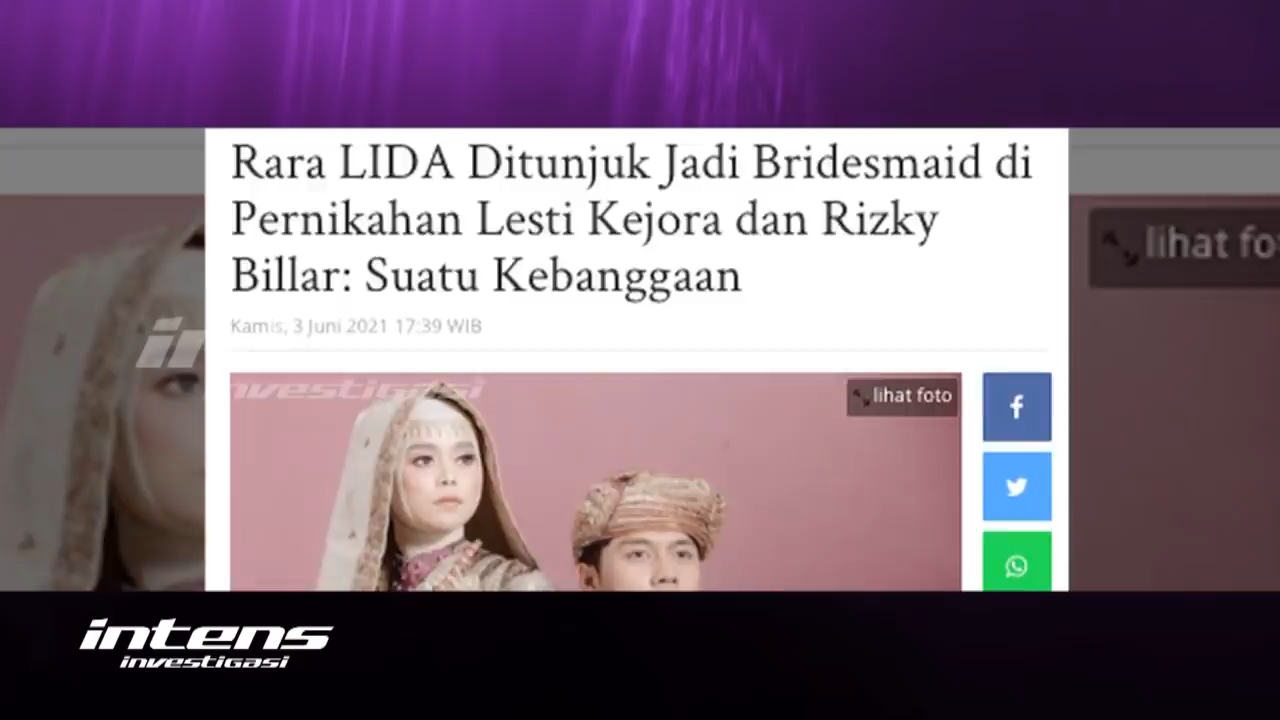 Rara LIDA Ditunjuk Jadi Bridesmaid di
Pernikahan Lesti Kejora dan Rizky
Billar: Suatu Kebanggaan
Kamis, 3 Juni 2021 17:39 WIB
lihat foto
lihat fo
investigasi
intens
investigasi